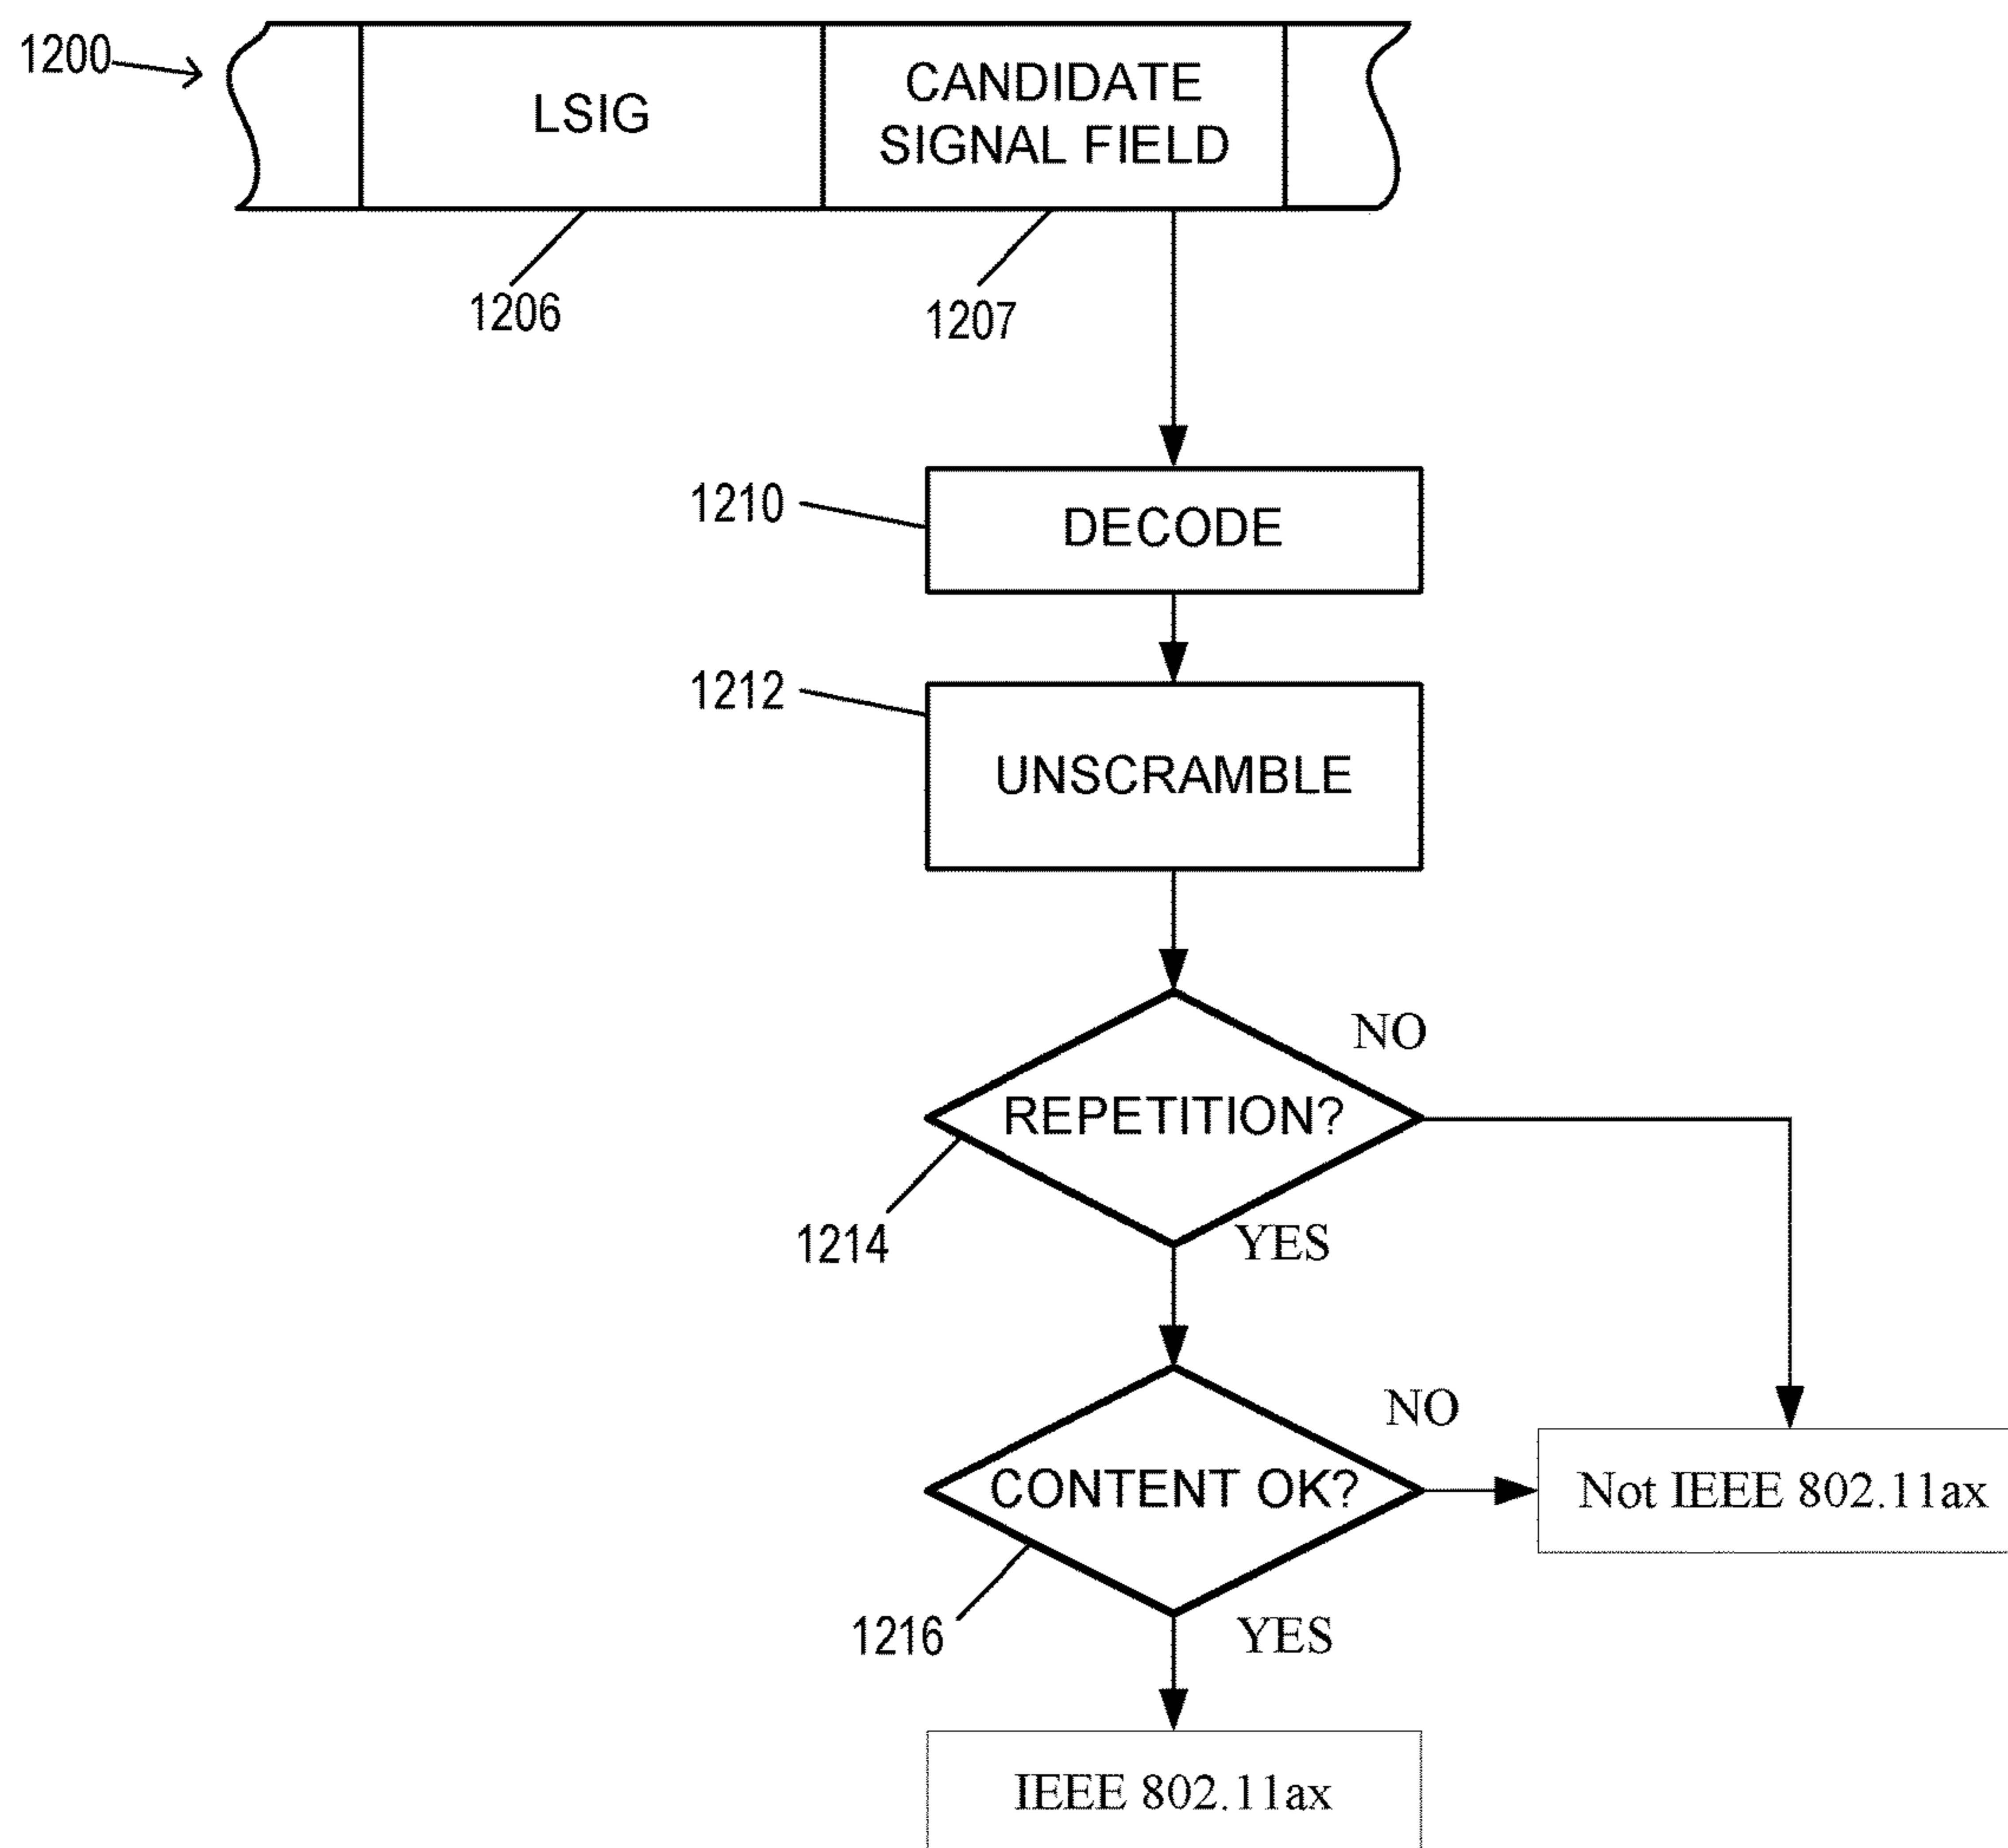 1200
LSIG
CANDIDATE
SIGNAL FIELD
1206
1207
1210
DECODE
1212
UNSCRAMBLE
NO
REPETITION?
1214
YES
NO
CONTENT OK?
Not IEEE 802.11ax
1216
YES
IEEE 802.11ax